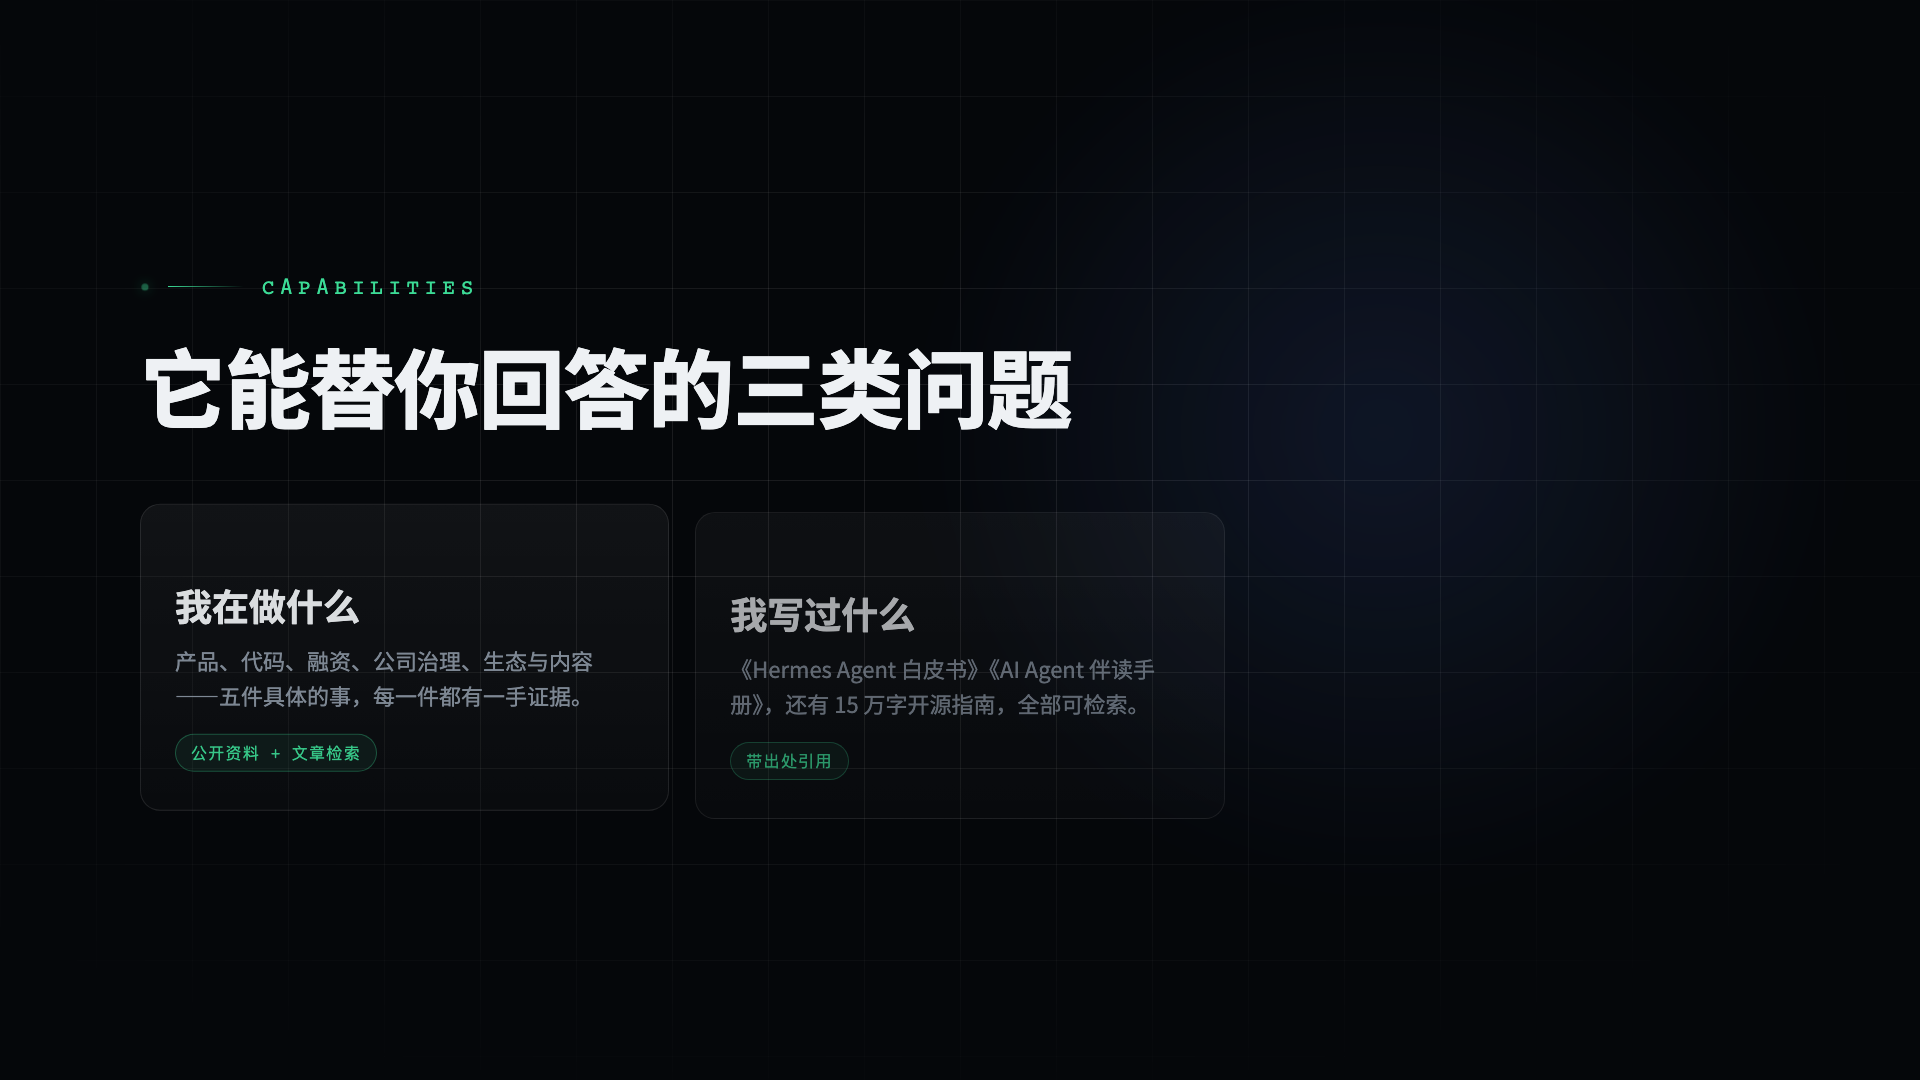 CAPABILITIES
它能替你回答的三类问题
我在做什么
产品、代码、融资、公司治理、生态与内容
——五件具体的事，每一件都有一手证据。
公开资料 + 文章检索
我写过什么
《Hermes Agent 白皮书》《AI Agent 伴读手
册》，还有 15 万字开源指南，全部可检索。
带出处引用